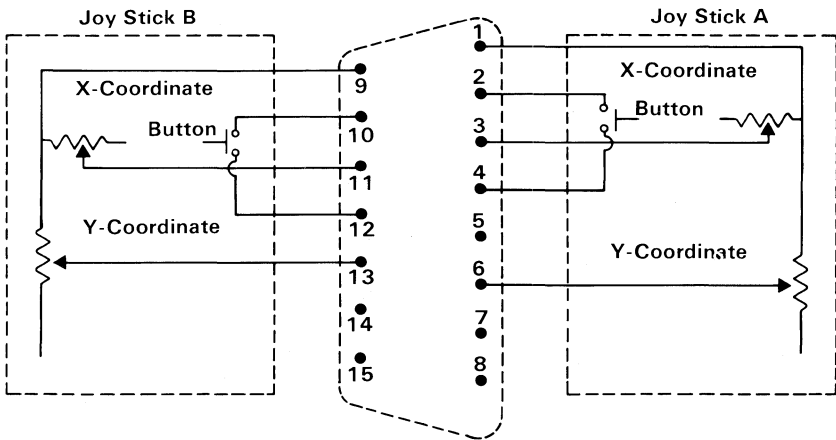 Joy Stick B
Joy Stick A
1
9
X-Coordinate
X-Coordinate
2
Button
10
3
Button
11
4
12
Y-Coordinate
5
Y-Coordinate
13
6
14
7
15
8